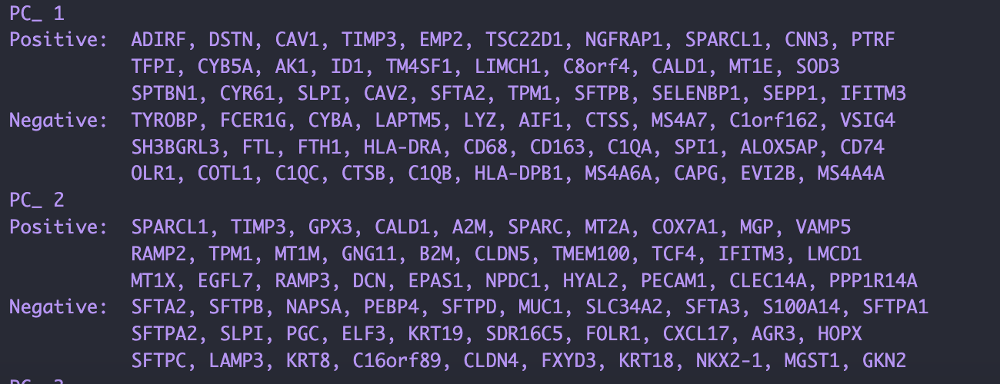 PC_ 1
Positive:  ADIRF, DSTN, CAV1, TIMP3, EMP2, TSC22D1, NGFRAP1, SPARCL1, CNN3, PTRF
TFPI, CYB5A, AK1, ID1, TM4SF1, LIMCH1, C8orf4, CALD1, MT1E, SOD3
SPTBN1, CYR61, SLPI, CAV2, SFTA2, TPM1, SFTPB, SELENBP1, SEPP1, IFITM3
Negative:  TYROBP, FCER1G, CYBA, LAPTM5, LYZ, AIF1, CTSS, MS4A7, C1orf162, VSIG4
SH3BGRL3, FTL, FTH1, HLA-DRA, CD68, CD163, C1QA, SPI1, ALOX5AP, CD74
OLR1, COTL1, C1QC, CTSB, C1QB, HLA-DPB1, MS4A6A, CAPG, EVI2B, MS4A4A
PC_ 2
Positive:  SPARCL1, TIMP3, GPX3, CALD1, A2M, SPARC, MT2A, COX7A1, MGP, VAMP5
RAMP2, TPM1, MT1M, GNG11, B2M, CLDN5, TMEM100, TCF4, IFITM3, LMCD1
MT1X, EGFL7, RAMP3, DCN, EPAS1, NPDC1, HYAL2, PECAM1, CLEC14A, PPP1R14A
Negative:  SFTA2, SFTPB, NAPSA, PEBP4, SFTPD, MUC1, SLC34A2, SFTA3, S100A14, SFTPA1
SFTPA2, SLPI, PGC, ELF3, KRT19, SDR16C5, FOLR1, CXCL17, AGR3, HOPX
SFTPC, LAMP3, KRT8, C16orf89, CLDN4, FXYD3, KRT18, NKX2-1, MGST1, GKN2